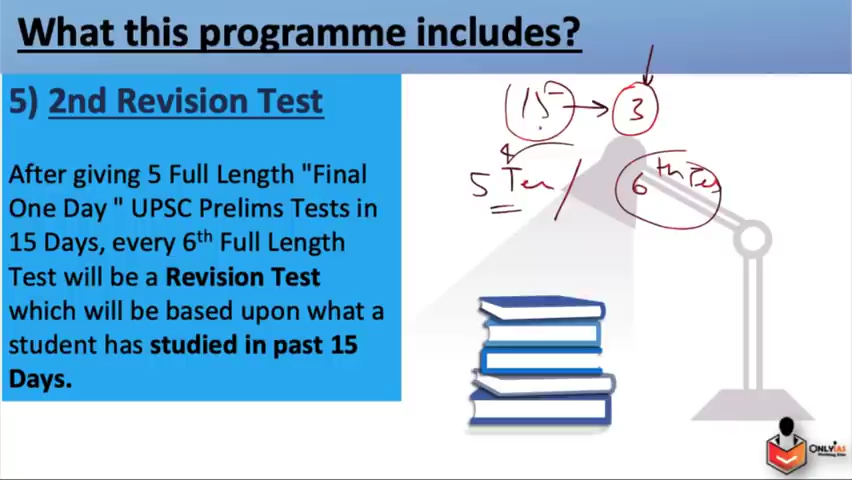 What this programme includes?
5) 2nd Revision Test
After giving 5 Full Length "Final
One Day " UPSC Prelims Tests in
15 Days, every 6th Full Length
Test will be a Revision Test
which will be based upon what a
student has studied in past 15
Days.
15 → 3
5 Test / 6th Test
ONLYIAS